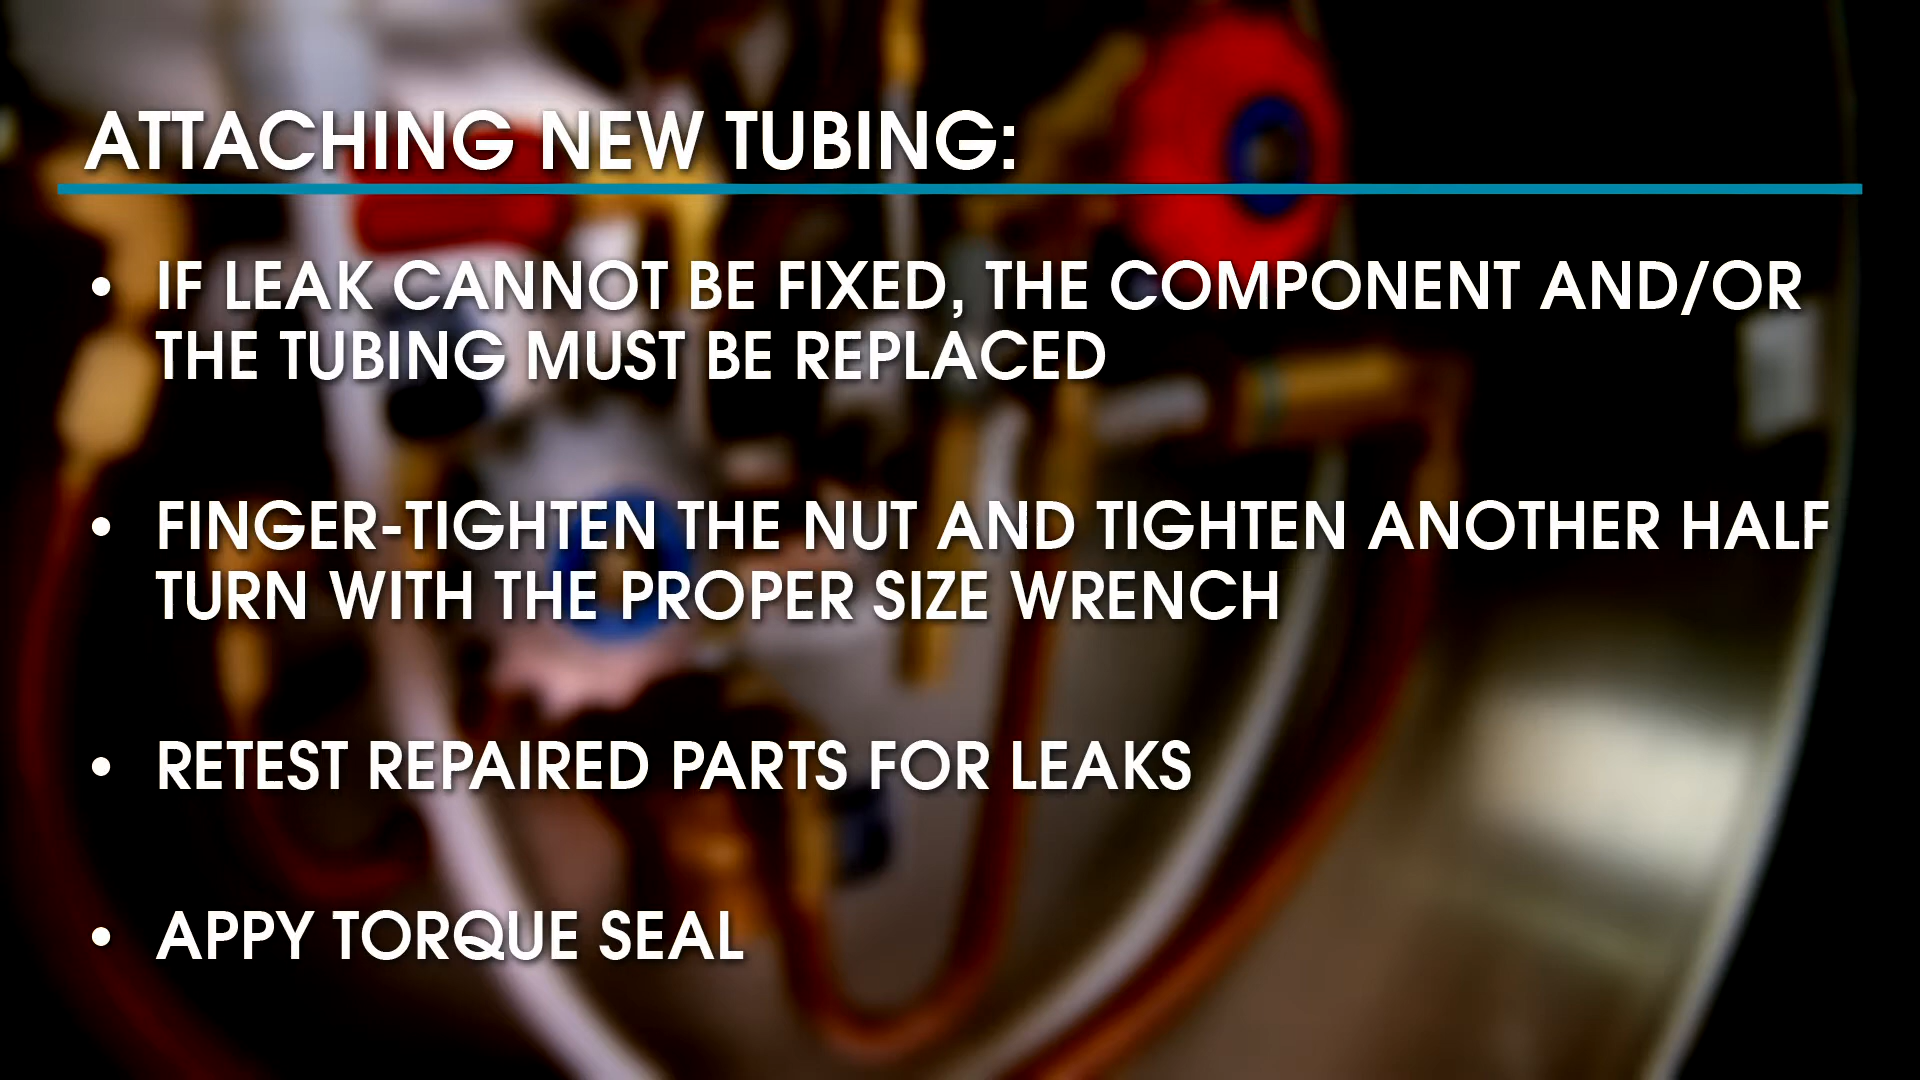 ATTACHING NEW TUBING:
• IF LEAK CANNOT BE FIXED, THE COMPONENT AND/OR
THE TUBING MUST BE REPLACED
• FINGER-TIGHTEN THE NUT AND TIGHTEN ANOTHER HALF
TURN WITH THE PROPER SIZE WRENCH
• RETEST REPAIRED PARTS FOR LEAKS
• APPY TORQUE SEAL